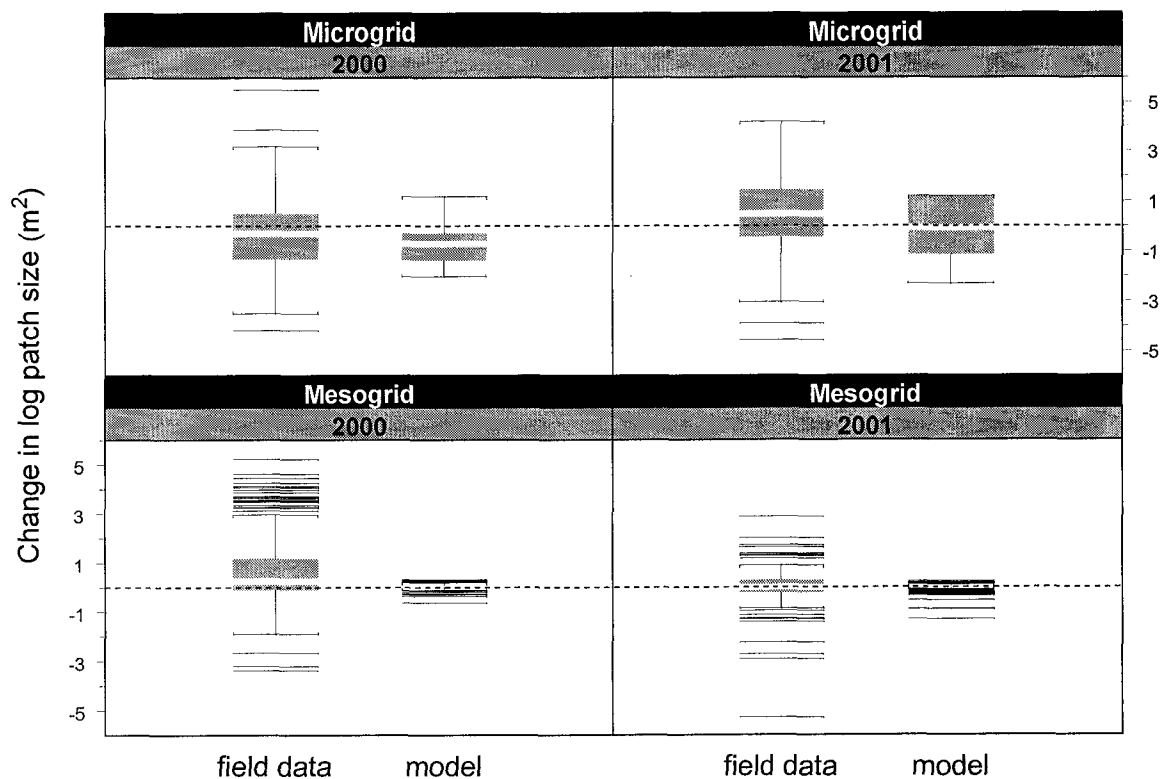 Change in log patch size (m²)
Microgrid
2000
Microgrid
2001
5
3
1
-1
-3
-5
Mesogrid
2000
Mesogrid
2001
5
3
1
-1
-3
-5
field data
model
field data
model